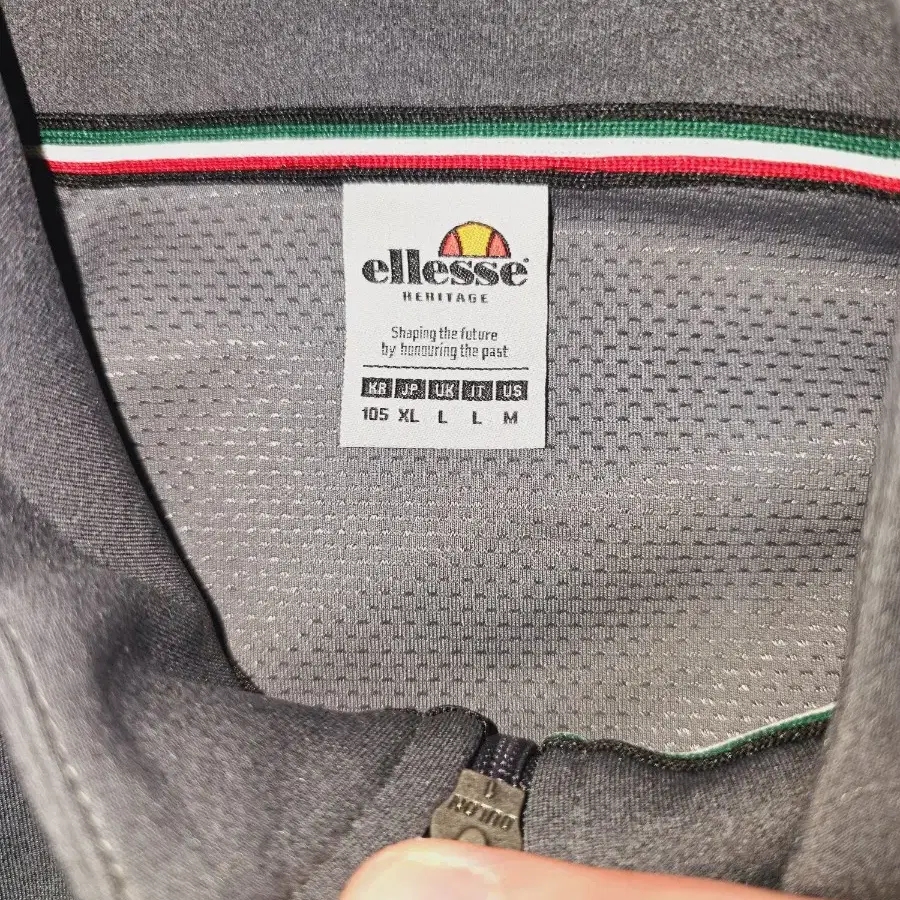 ellesse
HERITAGE
Shaping the future
by honouring the past
KR JP UK IT US
105 XL L L M